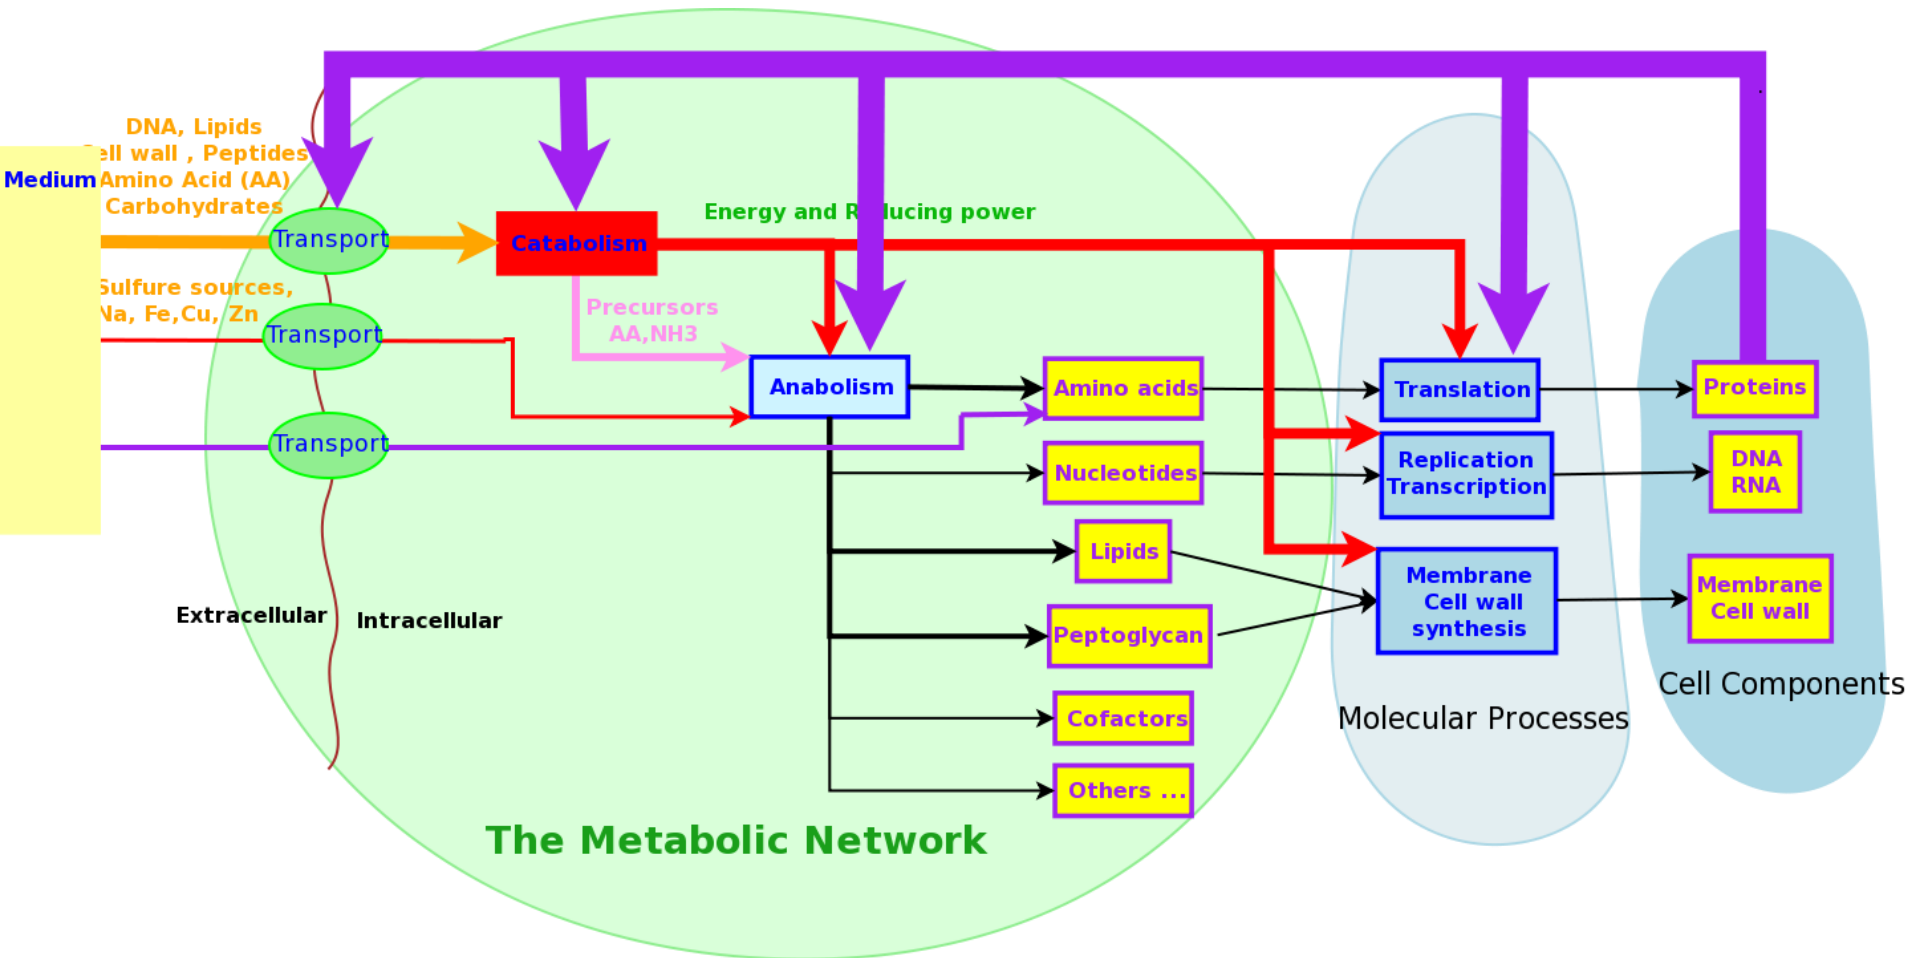 DNA, Lipids
ell wall , Peptides
Medium
Amino Acid (AA)
Carbohydrates
Transport
Catabolism
Energy and R ucing power
Sulfure sources,
Na, Fe,Cu, Zn
Transport
Precursors
AA,NH3
Anabolism
Amino acids
Translation
Proteins
Transport
Nucleotides
Replication
Transcription
DNA
RNA
Lipids
Membrane
Cell wall
synthesis
Membrane
Cell wall
Extracellular
Intracellular
Peptoglycan
Cofactors
Others ...
Cell Components
Molecular Processes
The Metabolic Network